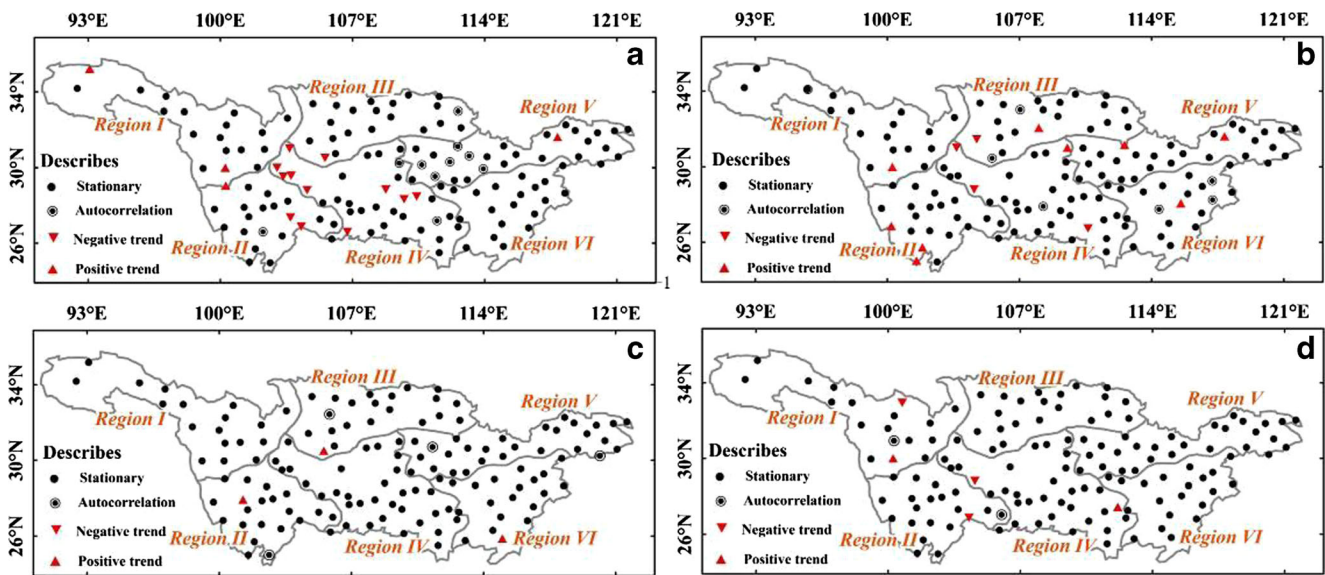 93°E 100°E 107°E 114°E 121°E
93°E 100°E 107°E 114°E 121°E
a
34°N
30°N
26°N
Region III
Region V
Region I
Describes
Stationary
Autocorrelation
Negative trend
Positive trend
Region II
Region IV
Region VI
1
b
34°N
30°N
26°N
Region III
Region V
Region I
Describes
Stationary
Autocorrelation
Negative trend
Positive trend
Region II
Region IV
Region VI
93°E 100°E 107°E 114°E 121°E
93°E 100°E 107°E 114°E 121°E
c
34°N
30°N
26°N
Region III
Region V
Region I
Describes
Stationary
Autocorrelation
Negative trend
Positive trend
Region II
Region IV
Region VI
d
34°N
30°N
26°N
Region III
Region V
Region I
Describes
Stationary
Autocorrelation
Negative trend
Positive trend
Region II
Region IV
Region VI